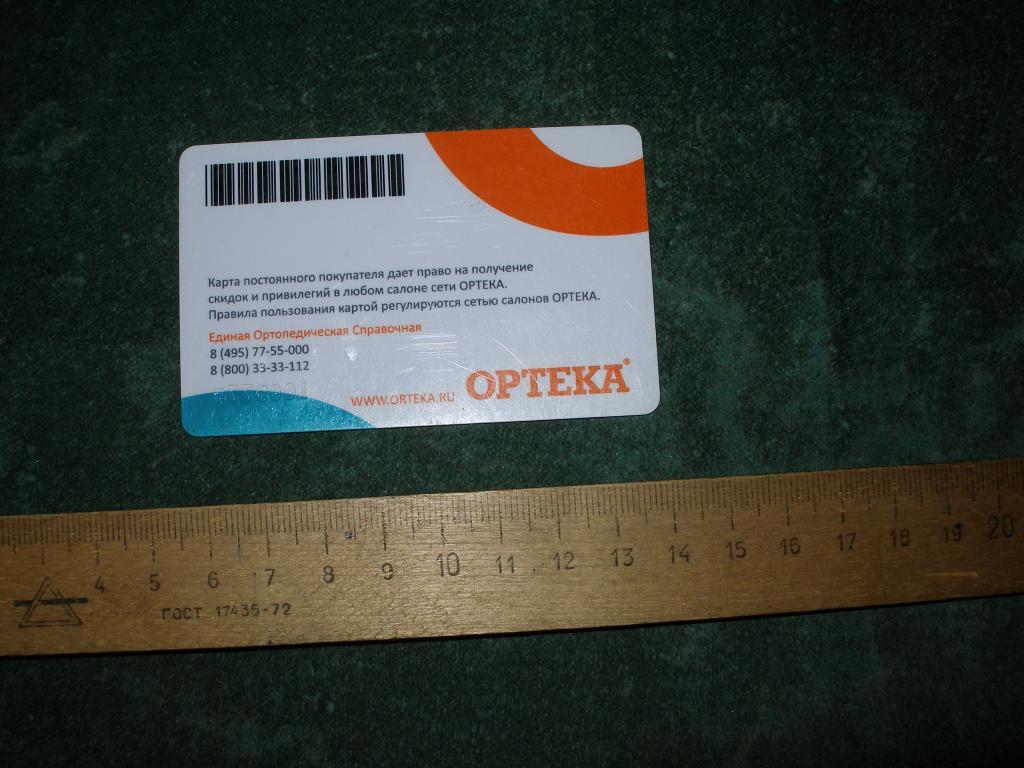 Карта постоянного покупателя дает право на получение
скидок и привилегий в любом салоне сети ОРТЕКА.
Правила пользования картой регулируются сетью салонов ОРТЕКА.
Единая Ортопедическая Справочная
8 (495) 77-55-000
8 (800) 33-33-112
WWW.ORTEKA.RU ОРТЕКА®
4 5 6 7 8 9 10 11 12 13 14 15 16 17 18 19 20
ГОСТ 17435-72